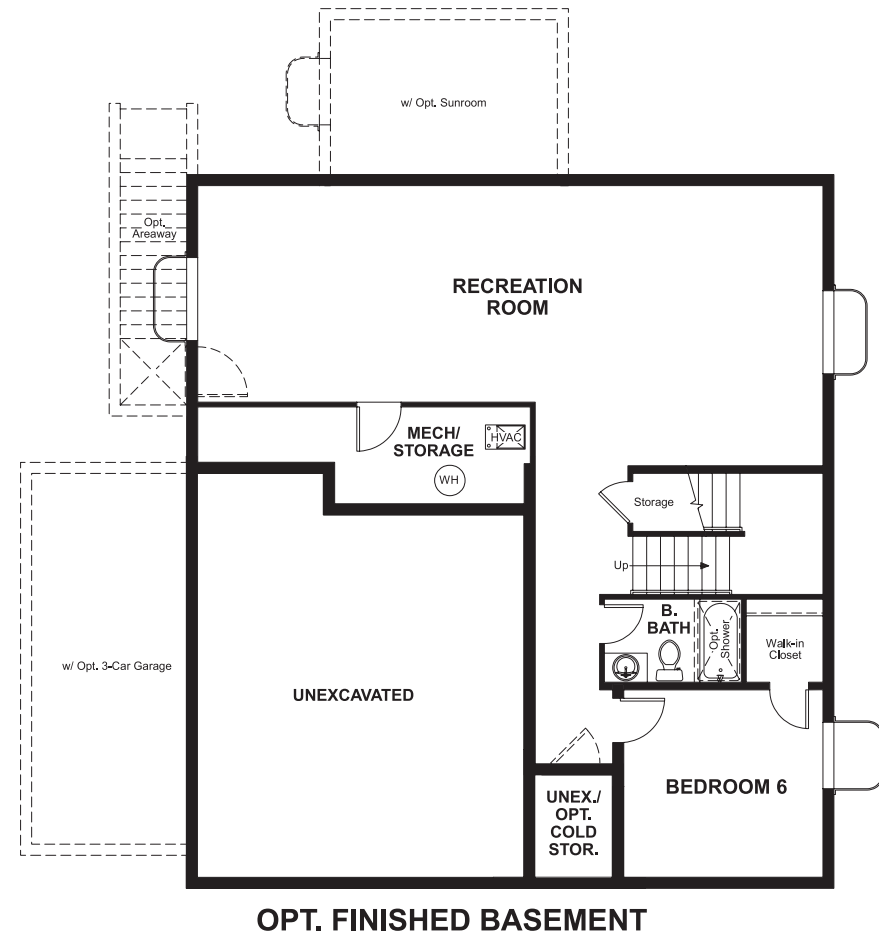 w/ Opt. Sunroom
Opt.
Areaway
RECREATION
ROOM
MECH/
STORAGE
HVAC
WH
Storage
Up
B.
BATH
Opt.
Shower
Walk-in
Closet
w/ Opt. 3-Car Garage
UNEXCAVATED
BEDROOM 6
UNEX./
OPT.
COLD
STOR.
OPT. FINISHED BASEMENT